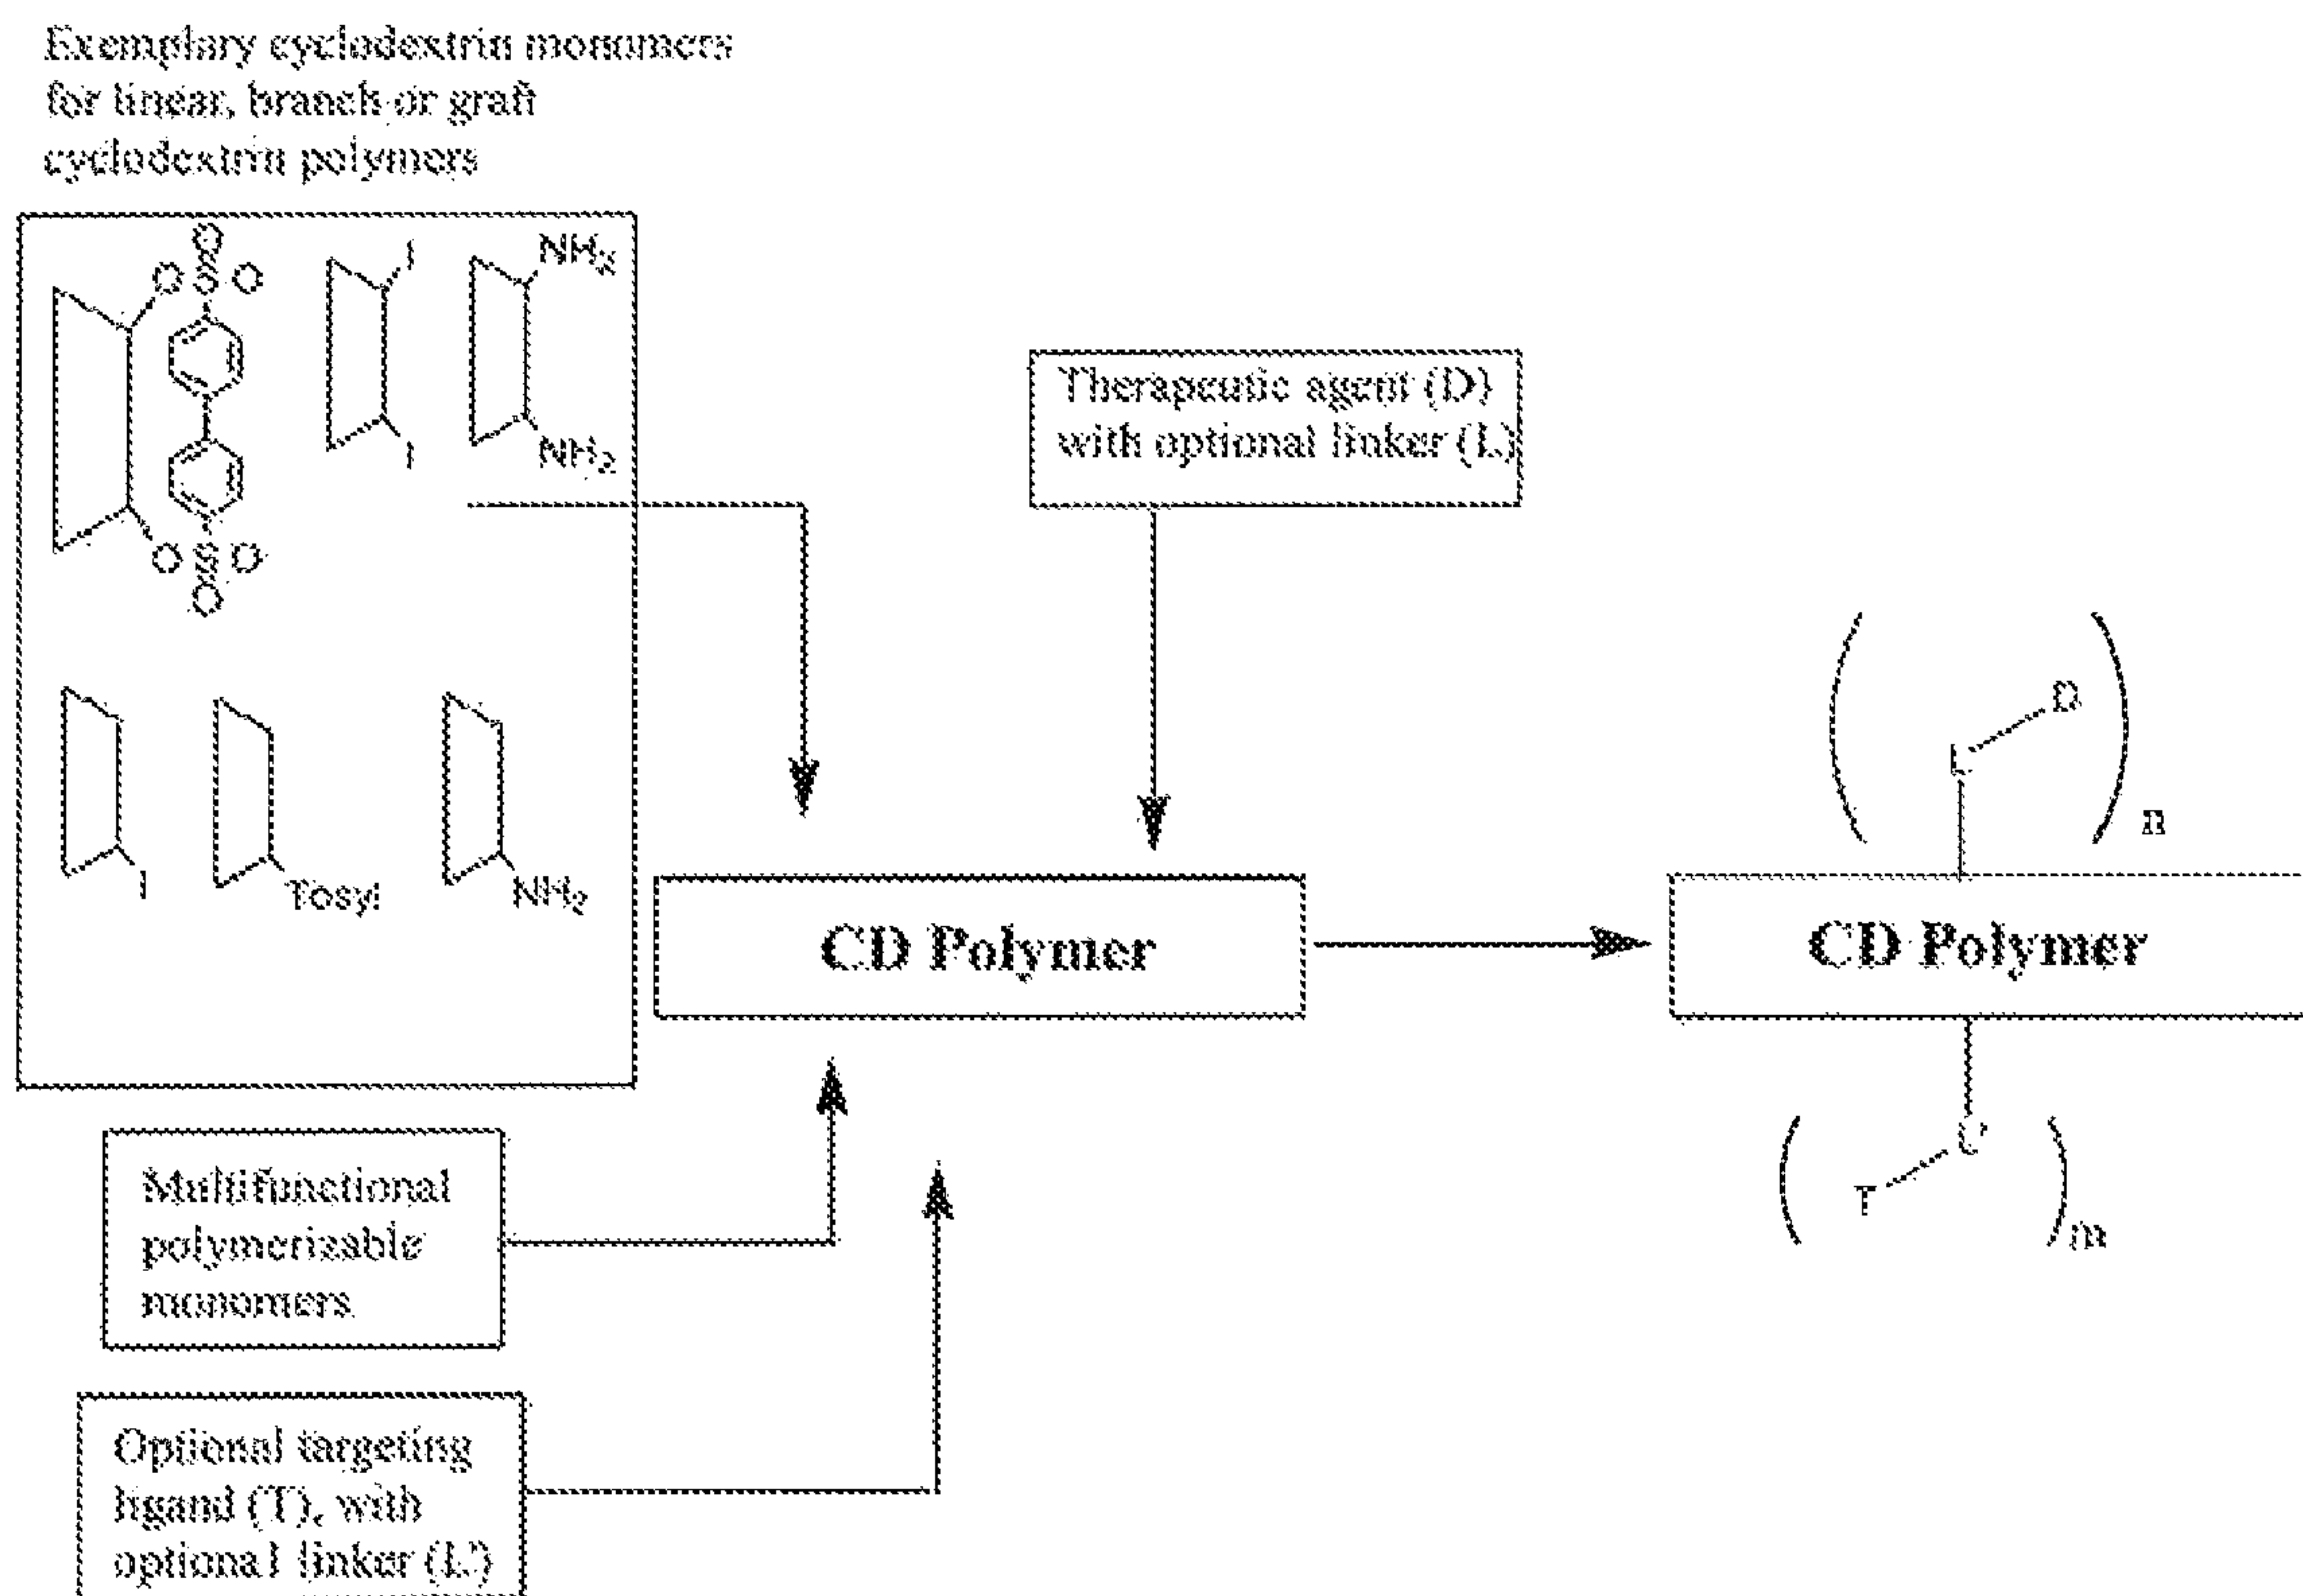 Exemplary cyclodextrin monomers
for linear, branch or graft
cyclodextrin polymers
O
O S O
O S O
O
I
I
NH2
NH2
I
Tosyl
NH2
Therapeutic agent (D)
with optional linker (L)
CD Polymer
Multifunctional
polymerizable
monomers
Optional targeting
ligand (T), with
optional linker (L')
D
L
n
CD Polymer
L'
T
m